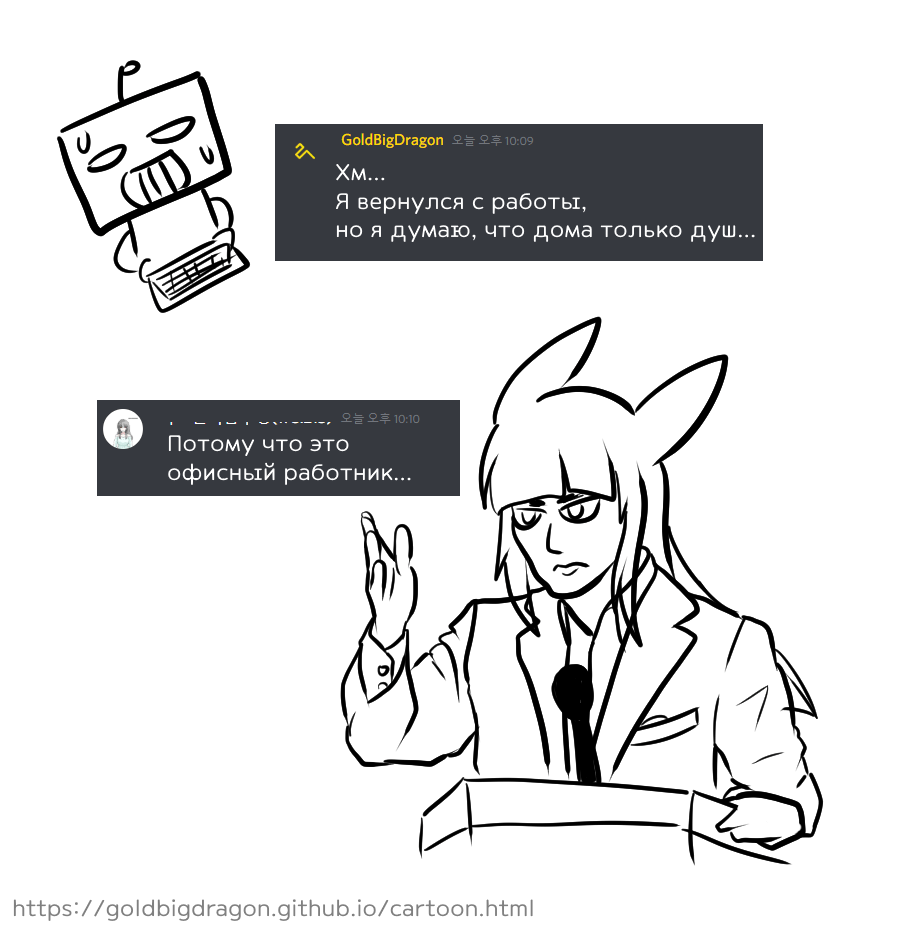 GoldBigDragon 오늘 오후 10:09
Хм...
Я вернулся с работы,
но я думаю, что дома только душ...
오늘 오후 10:10
Потому что это
офисный работник...
https://goldbigdragon.github.io/cartoon.html